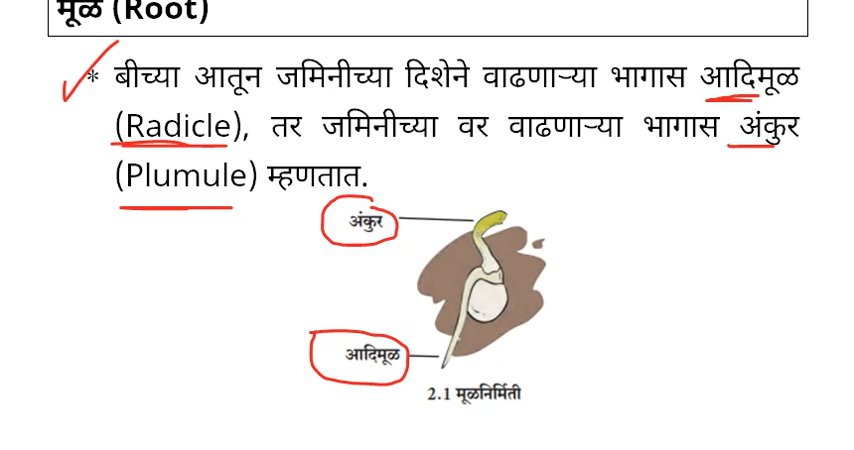 मूळ (Root)
* बीच्या आतून जमिनीच्या दिशेने वाढणाऱ्या भागास आदिमूळ
(Radicle), तर जमिनीच्या वर वाढणाऱ्या भागास अंकुर
(Plumule) म्हणतात.
अंकुर
आदिमूळ
2.1 मूळनिर्मिती